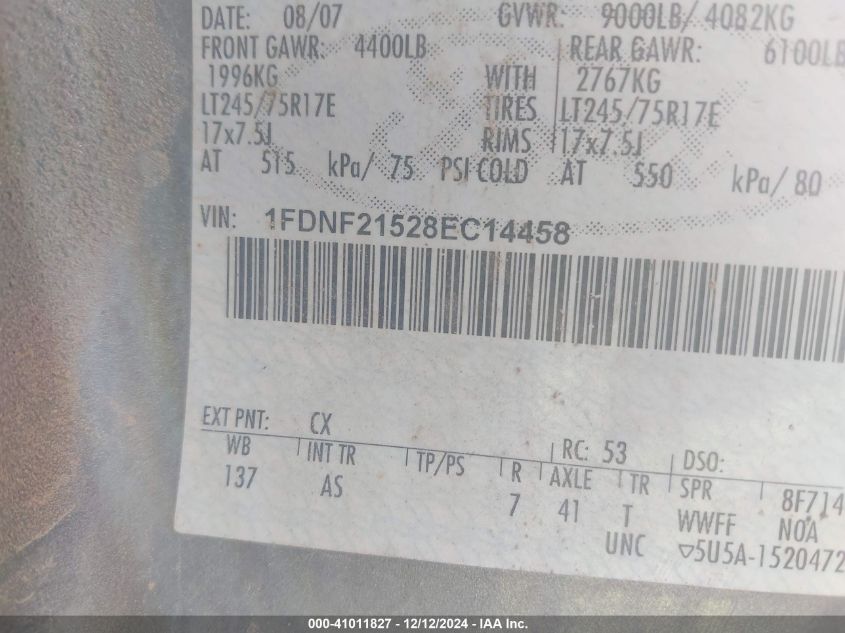 DATE: 08/07 GVWR: 9000LB/ 4082KG
FRONT GAWR: 4400LB REAR GAWR: 6100LB
1996KG WITH 2767KG
LT245/75R17E TIRES LT245/75R17E
17x7.5J RIMS 17x7.5J
AT 515 kPa/ 75 PSI COLD AT 550 kPa/ 80
VIN: 1FDNF21528EC14458
EXT PNT: CX RC: 53 DSO:
WB INT TR TP/PS R AXLE TR SPR 8F714
137 AS 7 41 T WWFF N0A
UNC ▽5U5A-1520472
000-41011827 - 12/12/2024 - IAA Inc.